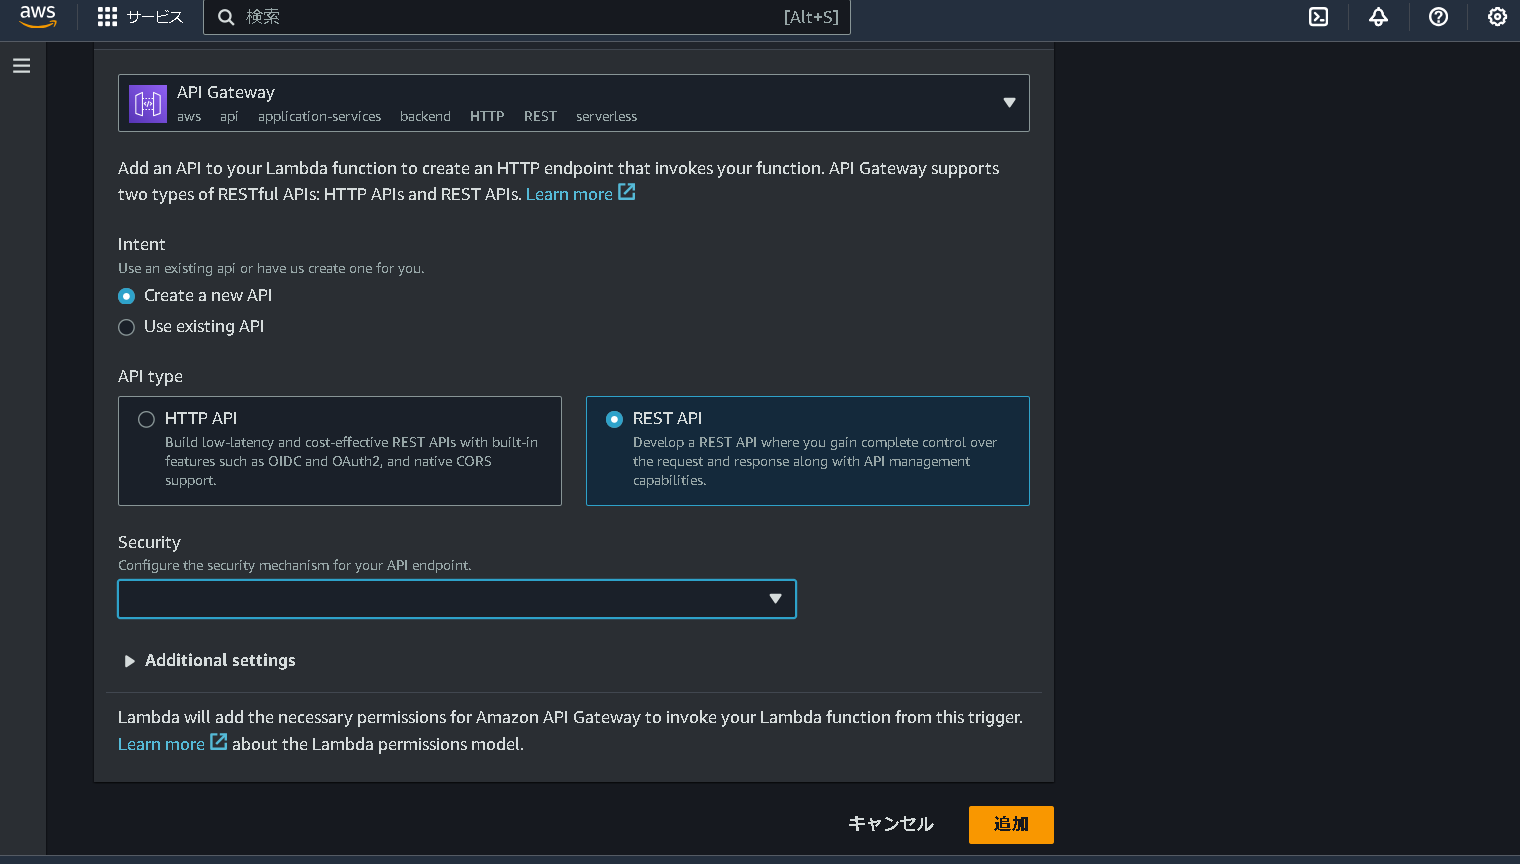 aws サービス 検索 [Alt+S]
API Gateway
aws api application-services backend HTTP REST serverless
Add an API to your Lambda function to create an HTTP endpoint that invokes your function. API Gateway supports
two types of RESTful APIs: HTTP APIs and REST APIs. Learn more
Intent
Use an existing api or have us create one for you.
Create a new API
Use existing API
API type
HTTP API
Build low-latency and cost-effective REST APIs with built-in
features such as OIDC and OAuth2, and native CORS
support.
REST API
Develop a REST API where you gain complete control over
the request and response along with API management
capabilities.
Security
Configure the security mechanism for your API endpoint.
Additional settings
Lambda will add the necessary permissions for Amazon API Gateway to invoke your Lambda function from this trigger.
Learn more about the Lambda permissions model.
キャンセル 追加